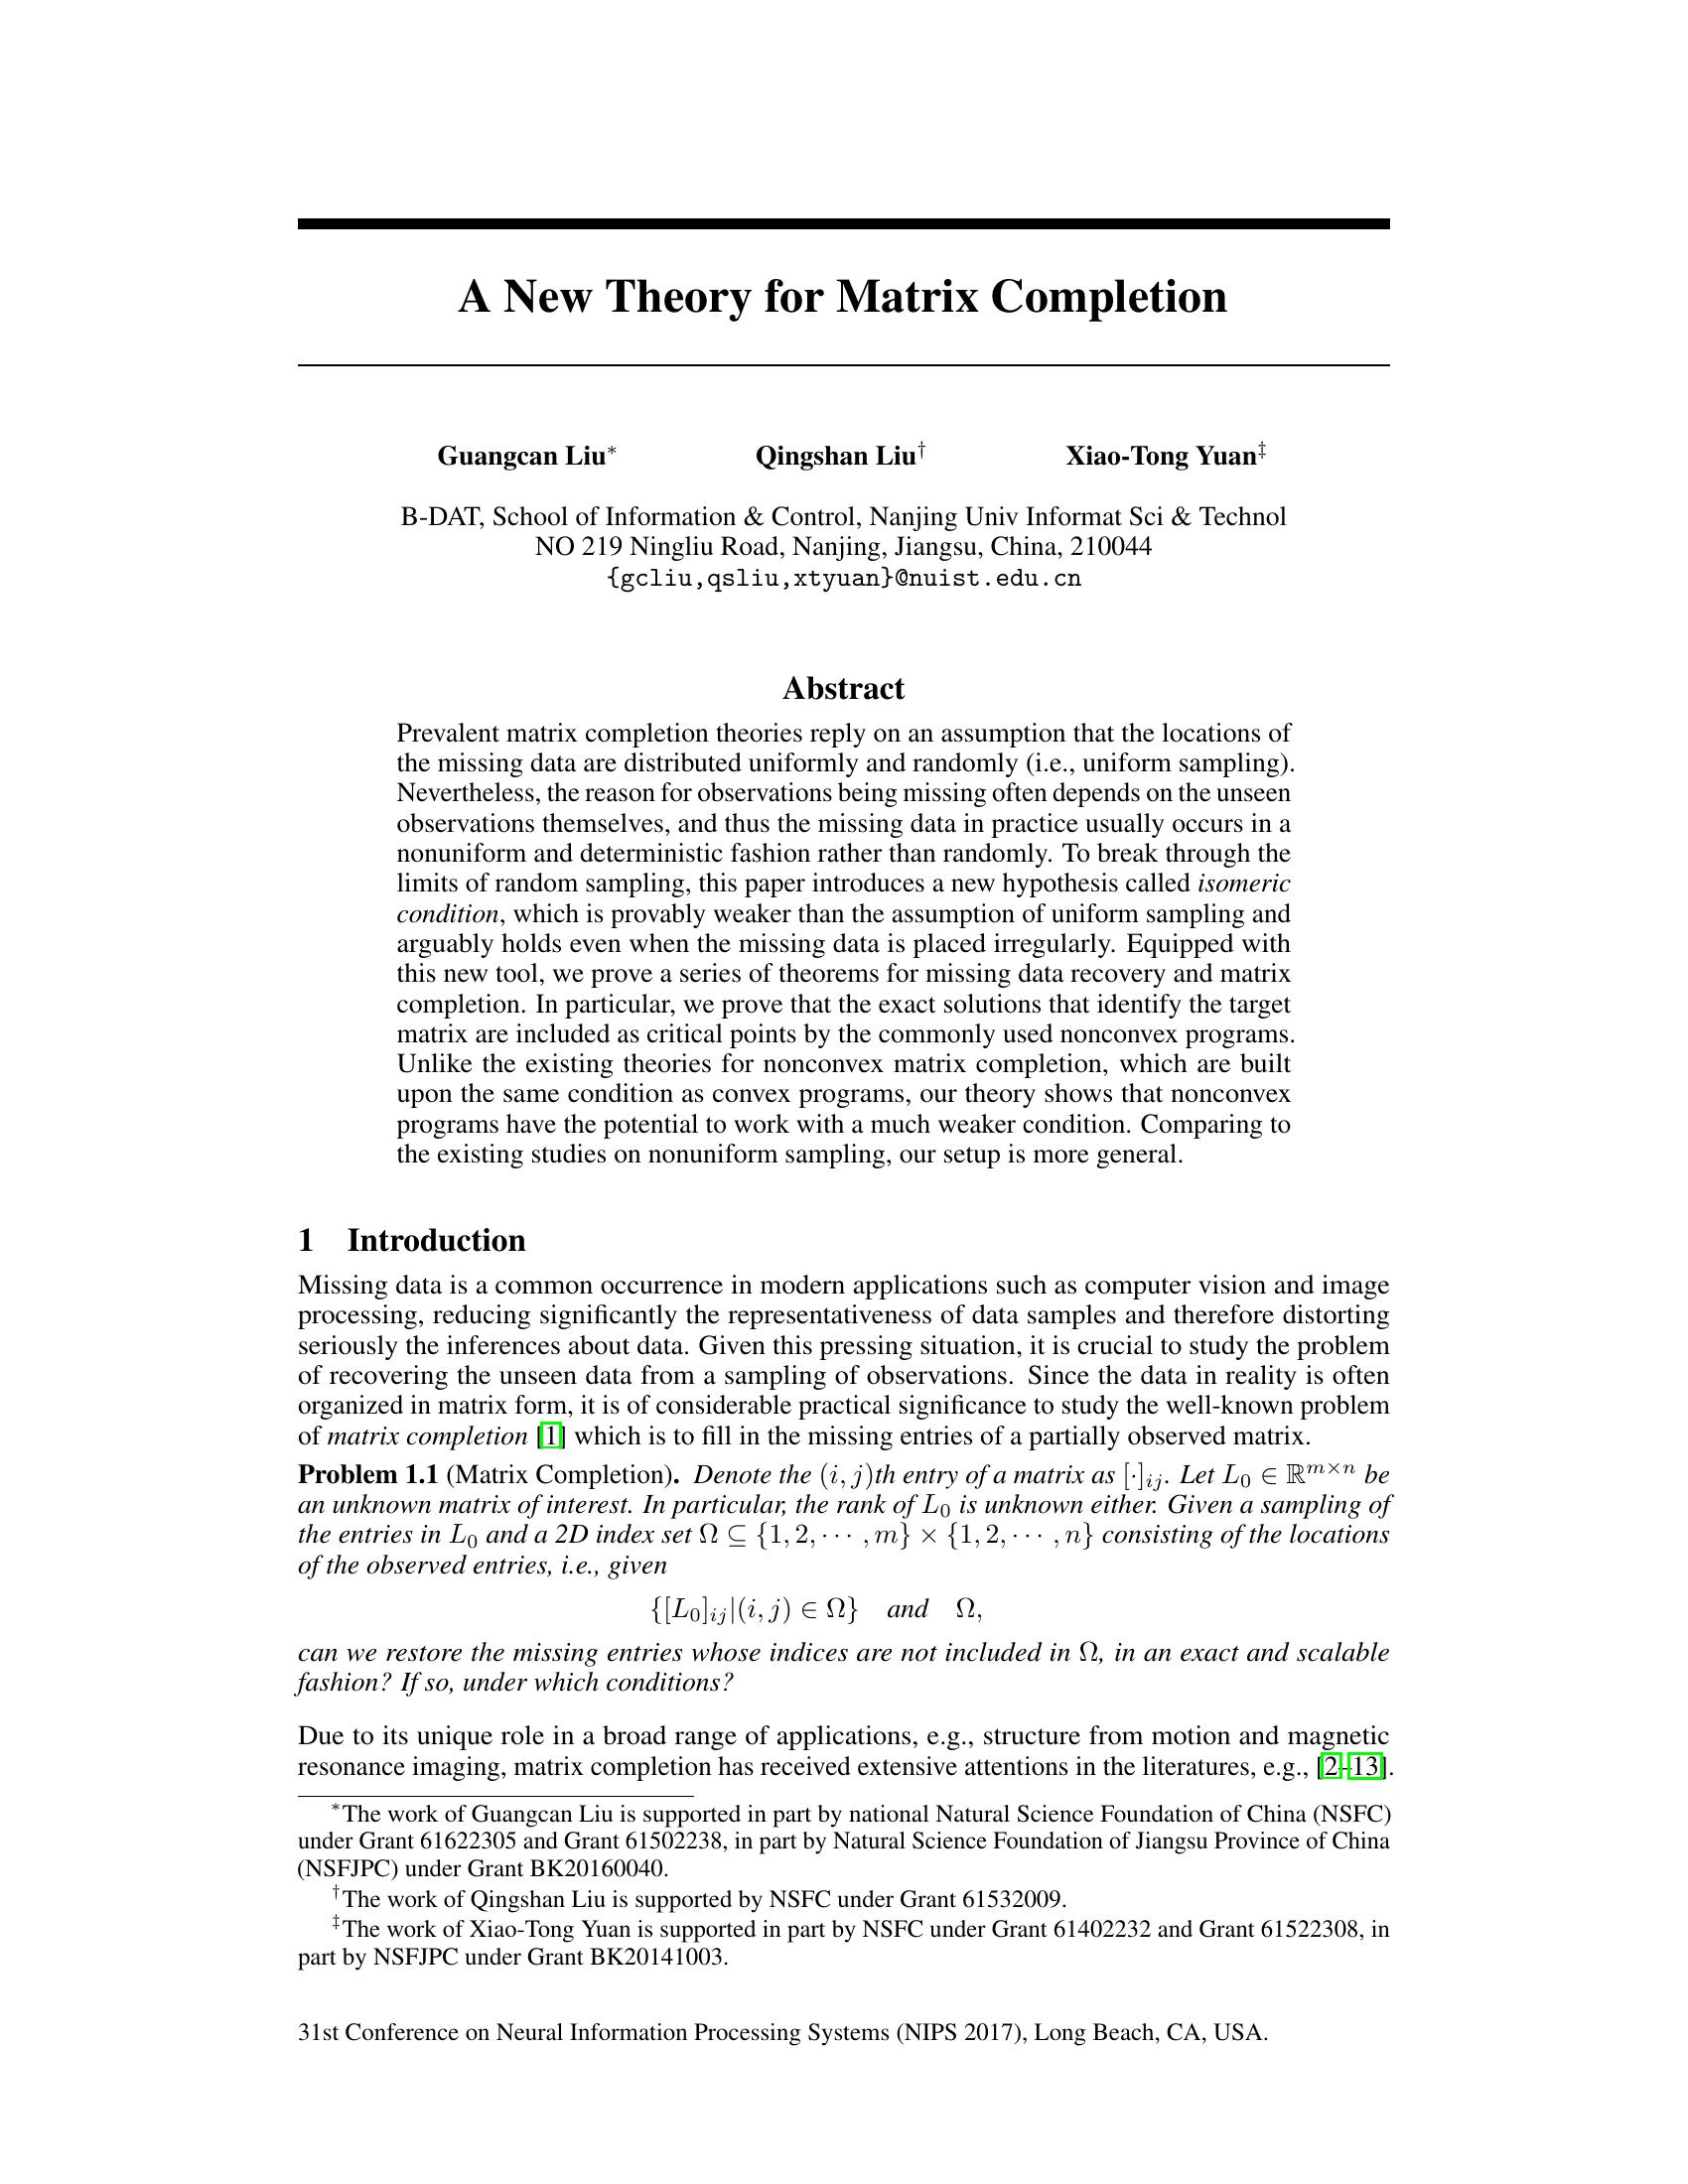 A New Theory for Matrix Completion
Guangcan Liu* Qingshan Liu† Xiao-Tong Yuan‡
B-DAT, School of Information & Control, Nanjing Univ Informat Sci & Technol
NO 219 Ningliu Road, Nanjing, Jiangsu, China, 210044
{gcliu,qsliu,xtyuan}@nuist.edu.cn
Abstract
Prevalent matrix completion theories reply on an assumption that the locations of
the missing data are distributed uniformly and randomly (i.e., uniform sampling).
Nevertheless, the reason for observations being missing often depends on the unseen
observations themselves, and thus the missing data in practice usually occurs in a
nonuniform and deterministic fashion rather than randomly. To break through the
limits of random sampling, this paper introduces a new hypothesis called isomeric
condition, which is provably weaker than the assumption of uniform sampling and
arguably holds even when the missing data is placed irregularly. Equipped with
this new tool, we prove a series of theorems for missing data recovery and matrix
completion. In particular, we prove that the exact solutions that identify the target
matrix are included as critical points by the commonly used nonconvex programs.
Unlike the existing theories for nonconvex matrix completion, which are built
upon the same condition as convex programs, our theory shows that nonconvex
programs have the potential to work with a much weaker condition. Comparing to
the existing studies on nonuniform sampling, our setup is more general.
1 Introduction
Missing data is a common occurrence in modern applications such as computer vision and image
processing, reducing significantly the representativeness of data samples and therefore distorting
seriously the inferences about data. Given this pressing situation, it is crucial to study the problem
of recovering the unseen data from a sampling of observations. Since the data in reality is often
organized in matrix form, it is of considerable practical significance to study the well-known problem
of matrix completion [1] which is to fill in the missing entries of a partially observed matrix.
Problem 1.1 (Matrix Completion). Denote the (i, j)th entry of a matrix as [·]ij. Let L0 ∈ ℝm×n be
an unknown matrix of interest. In particular, the rank of L0 is unknown either. Given a sampling of
the entries in L0 and a 2D index set Ω ⊆ {1, 2, ··· , m} × {1, 2, ··· , n} consisting of the locations
of the observed entries, i.e., given
{[L0]ij|(i, j) ∈ Ω} and Ω,
can we restore the missing entries whose indices are not included in Ω, in an exact and scalable
fashion? If so, under which conditions?
Due to its unique role in a broad range of applications, e.g., structure from motion and magnetic
resonance imaging, matrix completion has received extensive attentions in the literatures, e.g., [2–13].
*The work of Guangcan Liu is supported in part by national Natural Science Foundation of China (NSFC)
under Grant 61622305 and Grant 61502238, in part by Natural Science Foundation of Jiangsu Province of China
(NSFJPC) under Grant BK20160040.
†The work of Qingshan Liu is supported by NSFC under Grant 61532009.
‡The work of Xiao-Tong Yuan is supported in part by NSFC under Grant 61402232 and Grant 61522308, in
part by NSFJPC under Grant BK20141003.
31st Conference on Neural Information Processing Systems (NIPS 2017), Long Beach, CA, USA.